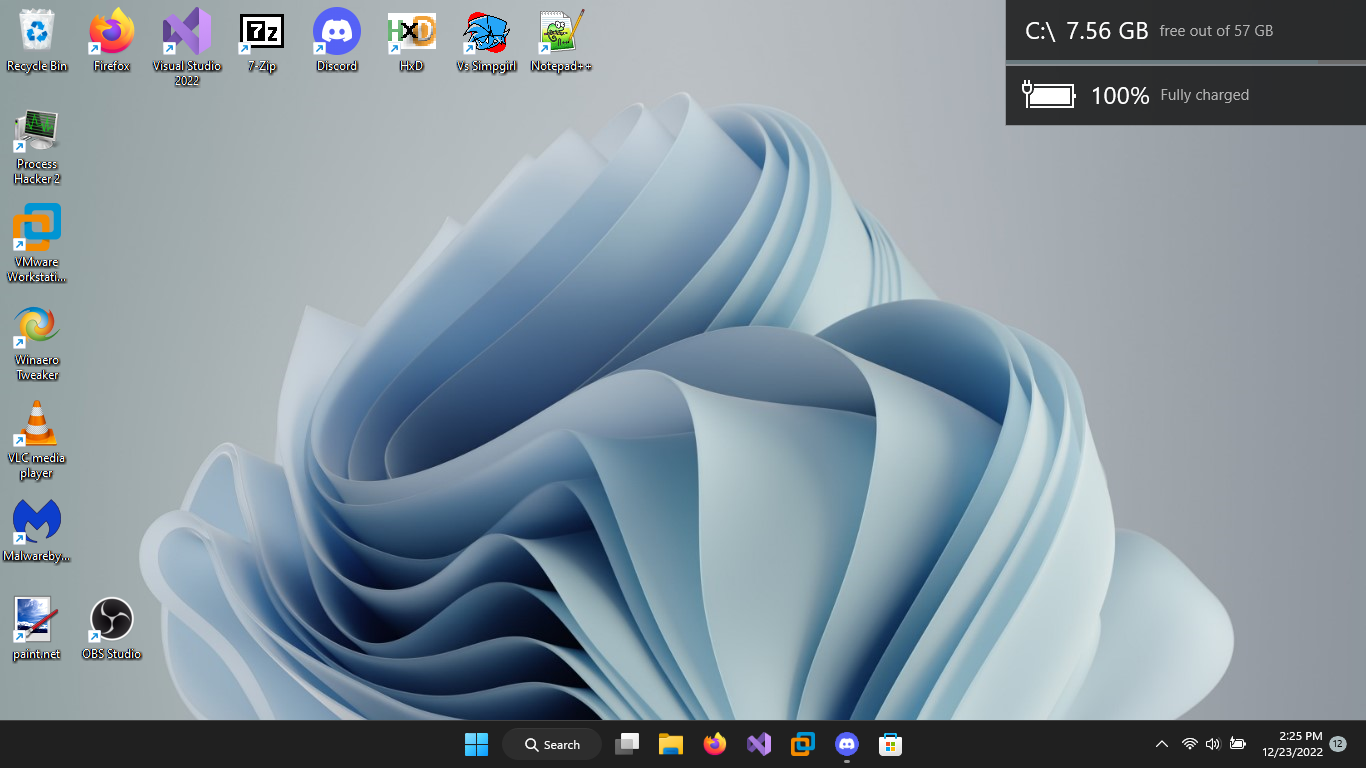 Recycle Bin
Firefox
Visual Studio
2022
7z
7-Zip
Discord
HxD
HxD
Vs Simpgirl
Notepad++
C:\ 7.56 GB free out of 57 GB
100% Fully charged
Process
Hacker 2
VMware
Workstati...
Winaero
Tweaker
VLC media
player
Malwareby...
paint.net
OBS Studio
Search
2:25 PM
12/23/2022
12